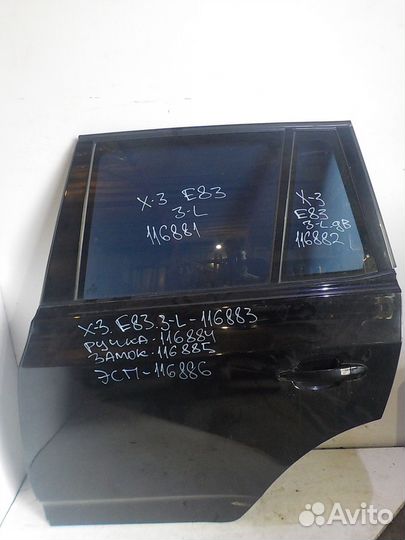 X-3 E83
3-L
116881
X-3
E83
3-L.дв
116882 L
X-3.E83.3-L-116883
РУЧКА.116884
ЗАМОК.116885
ЭСП-116886
Avito